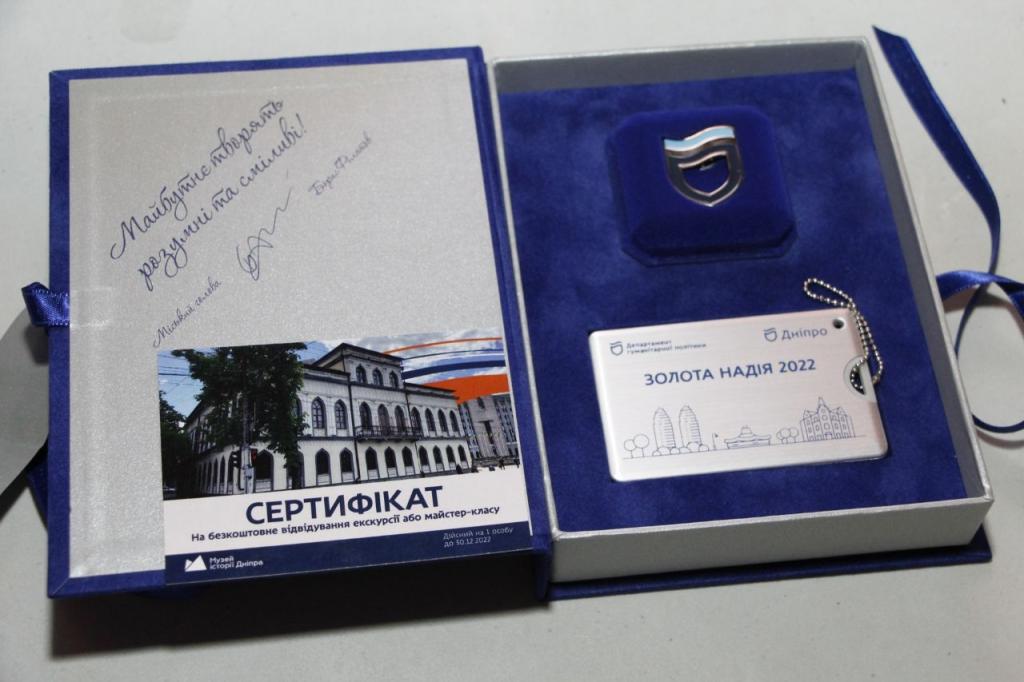 Майбутнє творять
розумні та сміливі!
Міський голова
Борис Філатов
СЕРТИФІКАТ
На безкоштовне відвідування екскурсії або майстер-класу
Дійсний на 1 особу
до 30.12.2022
Музей
історії Дніпра
Департамент
гуманітарної політики
Дніпро
ЗОЛОТА НАДІЯ 2022